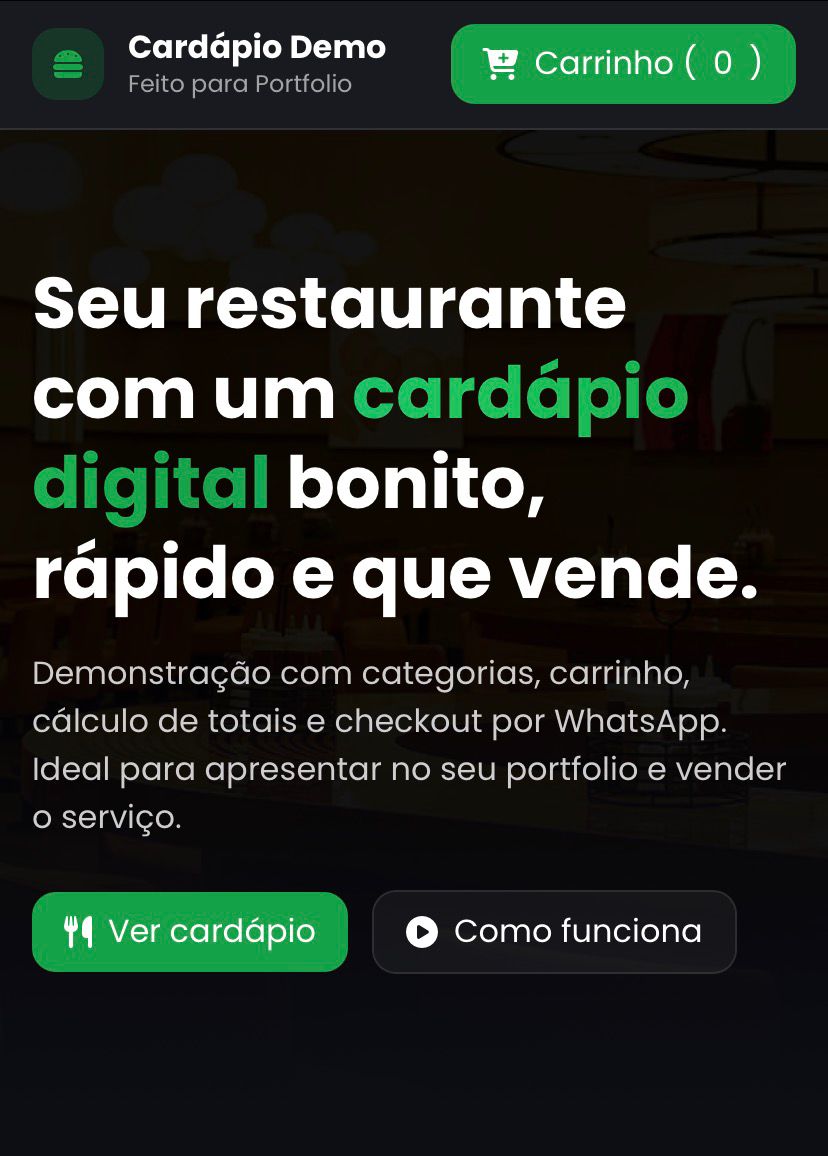 Cardápio Demo
Feito para Portfolio
Carrinho ( 0 )
Seu restaurante
com um cardápio
digital bonito,
rápido e que vende.
Demonstração com categorias, carrinho,
cálculo de totais e checkout por WhatsApp.
Ideal para apresentar no seu portfolio e vender
o serviço.
Ver cardápio
Como funciona